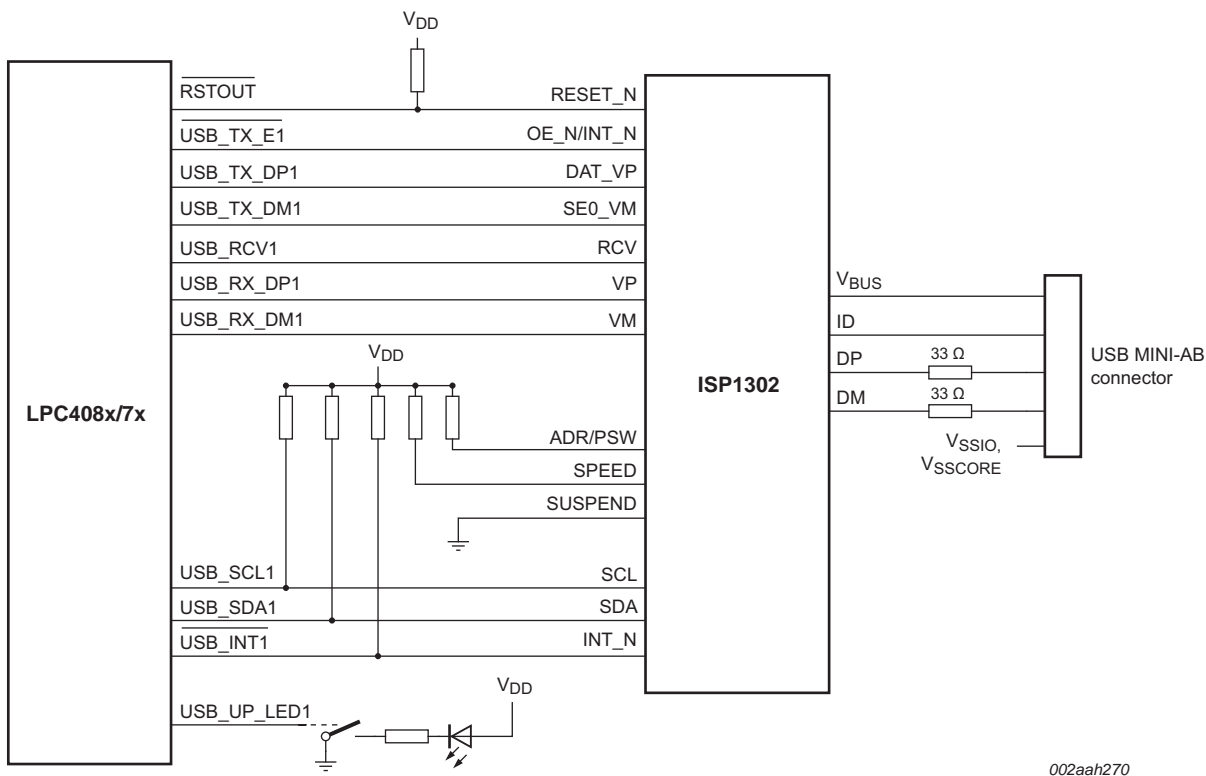 VDD
RSTOUT
RESET_N
USB_TX_E1
OE_N/INT_N
USB_TX_DP1
DAT_VP
USB_TX_DM1
SE0_VM
USB_RCV1
RCV
USB_RX_DP1
VP
USB_RX_DM1
VM
VBUS
ID
DP
33 Ω
DM
33 Ω
USB MINI-AB
connector
VSSIO,
VSSCORE
VDD
LPC408x/7x
ISP1302
ADR/PSW
SPEED
SUSPEND
USB_SCL1
SCL
USB_SDA1
SDA
USB_INT1
INT_N
VDD
USB_UP_LED1
002aah270